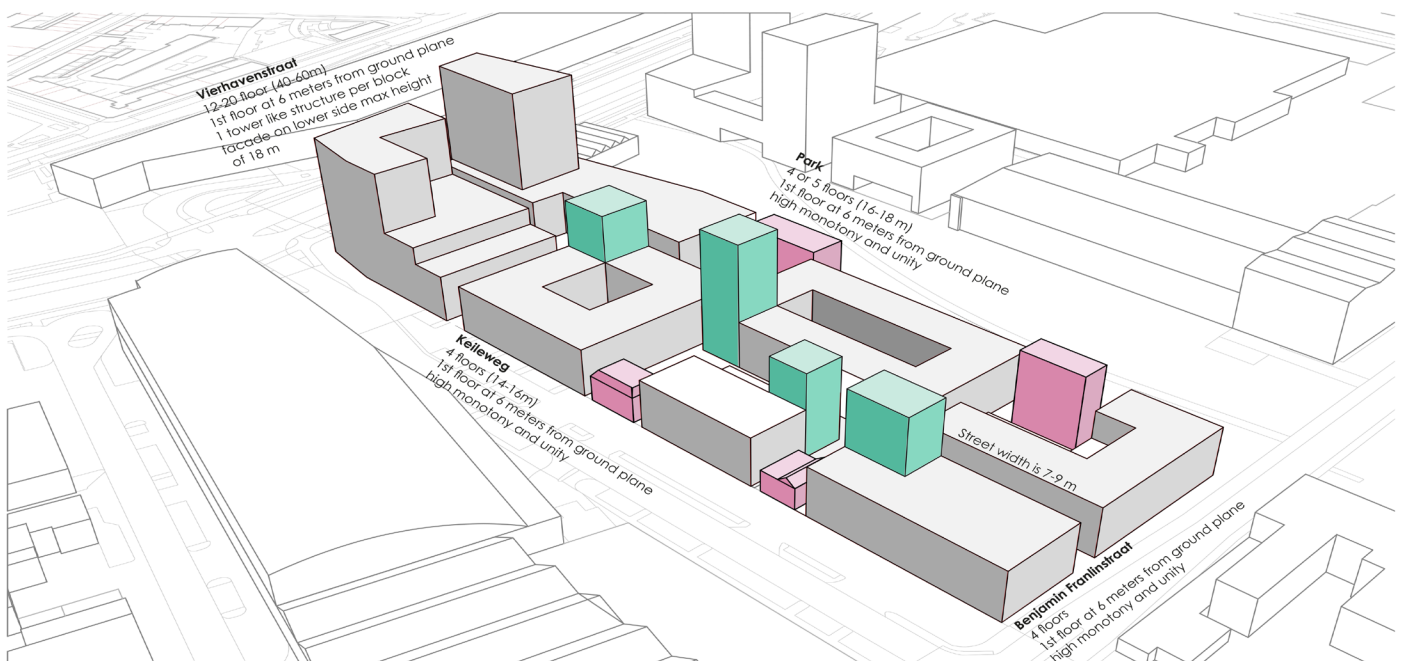 Vierhavenstraat
12-20 floor (40-60m)
1st floor at 6 meters from ground plane
1 tower like structure per block
facade on lower side max height
of 18 m
Park
4 or 5 floors (16-18 m)
1st floor at 6 meters from ground plane
high monotony and unity
Keileweg
4 floors (14-16m)
1st floor at 6 meters from ground plane
high monotony and unity
Street width is 7-9 m
Benjamin Franlinstraat
4 floors
1st floor at 6 meters from ground plane
high monotony and unity